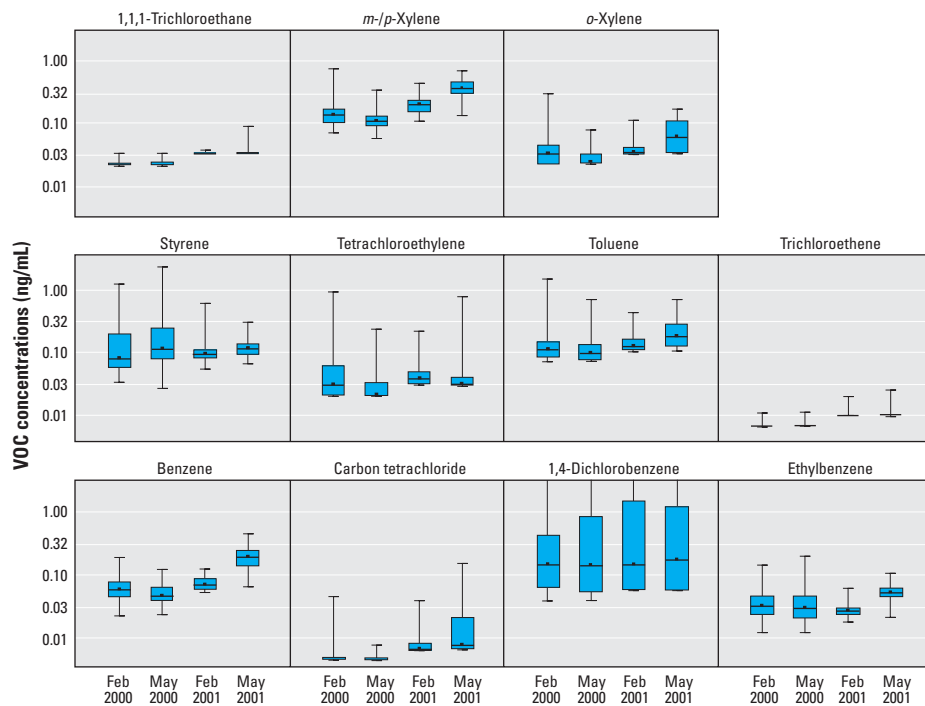 1,1,1-Trichloroethane
m-/p-Xylene
o-Xylene
1.00
0.32
0.10
0.03
0.01
Styrene
Tetrachloroethylene
Toluene
Trichloroethene
1.00
0.32
0.10
0.03
0.01
VOC concentrations (ng/mL)
Benzene
Carbon tetrachloride
1,4-Dichlorobenzene
Ethylbenzene
1.00
0.32
0.10
0.03
0.01
Feb
2000
May
2000
Feb
2001
May
2001
Feb
2000
May
2000
Feb
2001
May
2001
Feb
2000
May
2000
Feb
2001
May
2001
Feb
2000
May
2000
Feb
2001
May
2001